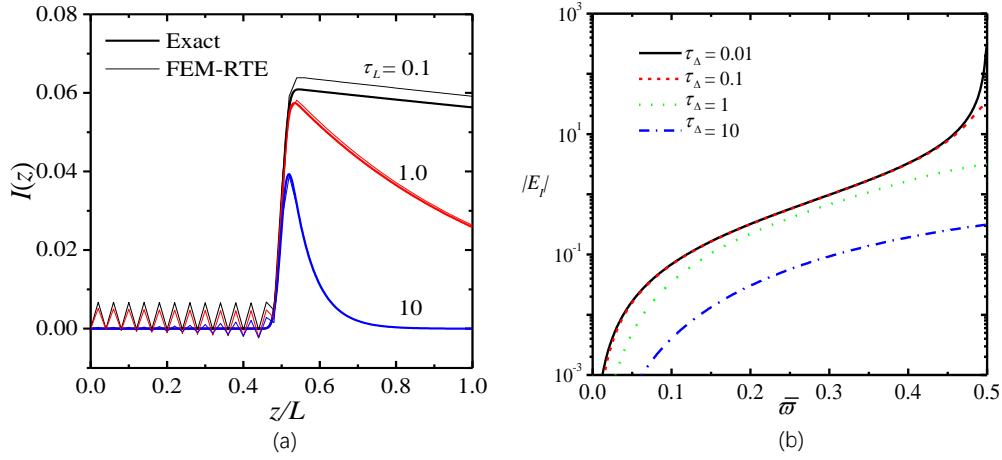 Exact
FEM-RTE
τ_L = 0.1
1.0
10
I(z)
0.08
0.06
0.04
0.02
0.00
0.0 0.2 0.4 0.6 0.8 1.0
z/L
(a)
τ_Δ = 0.01
τ_Δ = 0.1
τ_Δ = 1
τ_Δ = 10
|E_I|
10^3
10^1
10^-1
10^-3
0.0 0.1 0.2 0.3 0.4 0.5
ϖ̅
(b)